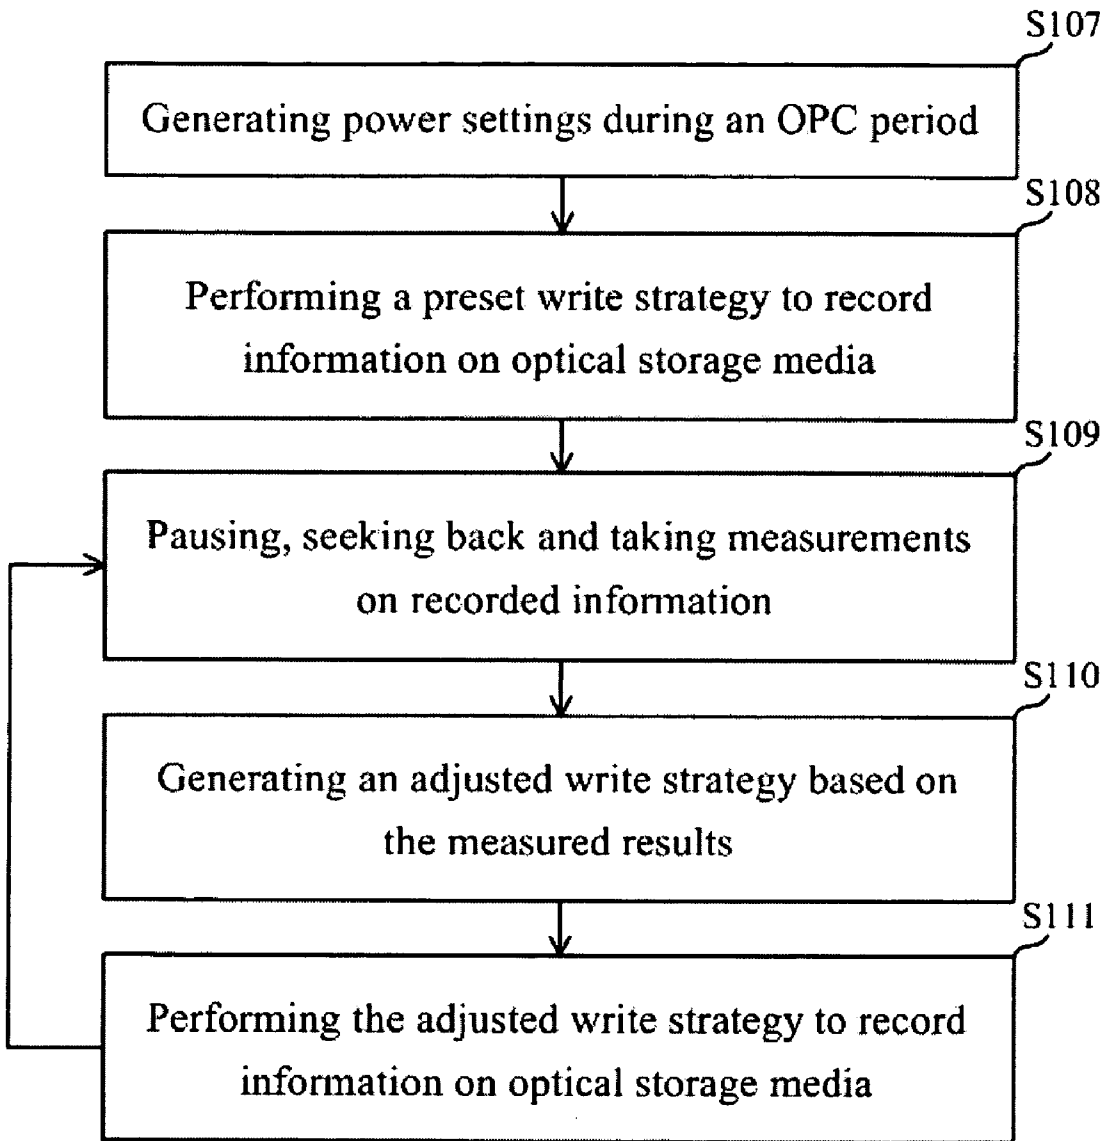 S107
Generating power settings during an OPC period
S108
Performing a preset write strategy to record
information on optical storage media
S109
Pausing, seeking back and taking measurements
on recorded information
S110
Generating an adjusted write strategy based on
the measured results
S111
Performing the adjusted write strategy to record
information on optical storage media